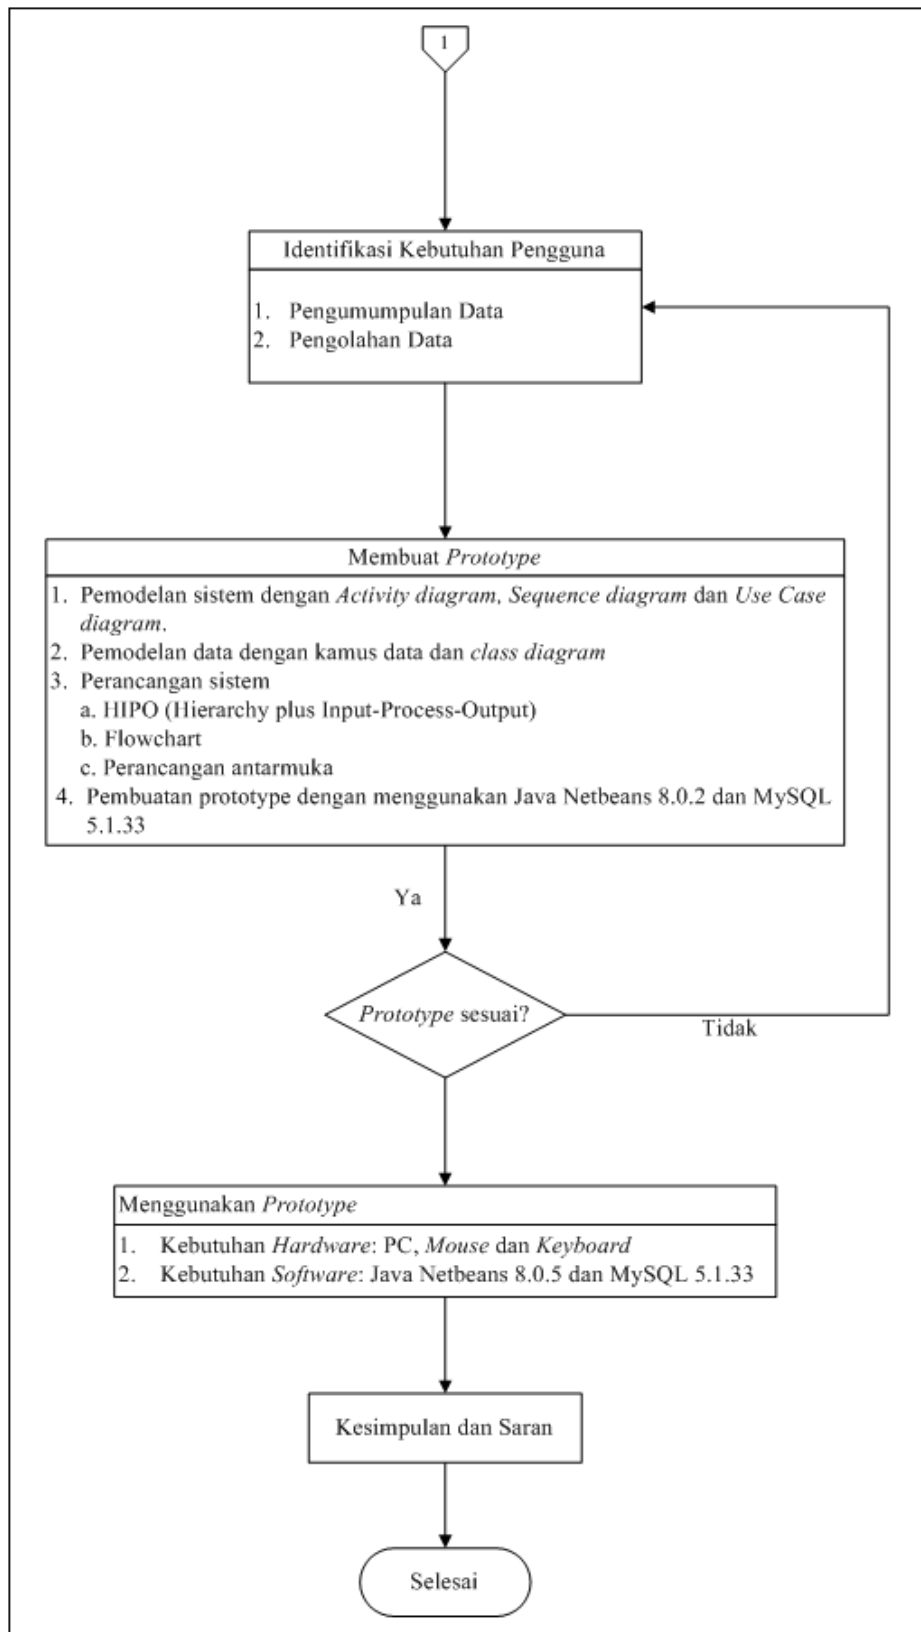 1
Identifikasi Kebutuhan Pengguna
1. Pengumumpulan Data
2. Pengolahan Data
Membuat Prototype
1. Pemodelan sistem dengan Activity diagram, Sequence diagram dan Use Case
diagram.
2. Pemodelan data dengan kamus data dan class diagram
3. Perancangan sistem
a. HIPO (Hierarchy plus Input-Process-Output)
b. Flowchart
c. Perancangan antarmuka
4. Pembuatan prototype dengan menggunakan Java Netbeans 8.0.2 dan MySQL
5.1.33
Ya
Prototype sesuai?
Tidak
Menggunakan Prototype
1. Kebutuhan Hardware: PC, Mouse dan Keyboard
2. Kebutuhan Software: Java Netbeans 8.0.5 dan MySQL 5.1.33
Kesimpulan dan Saran
Selesai